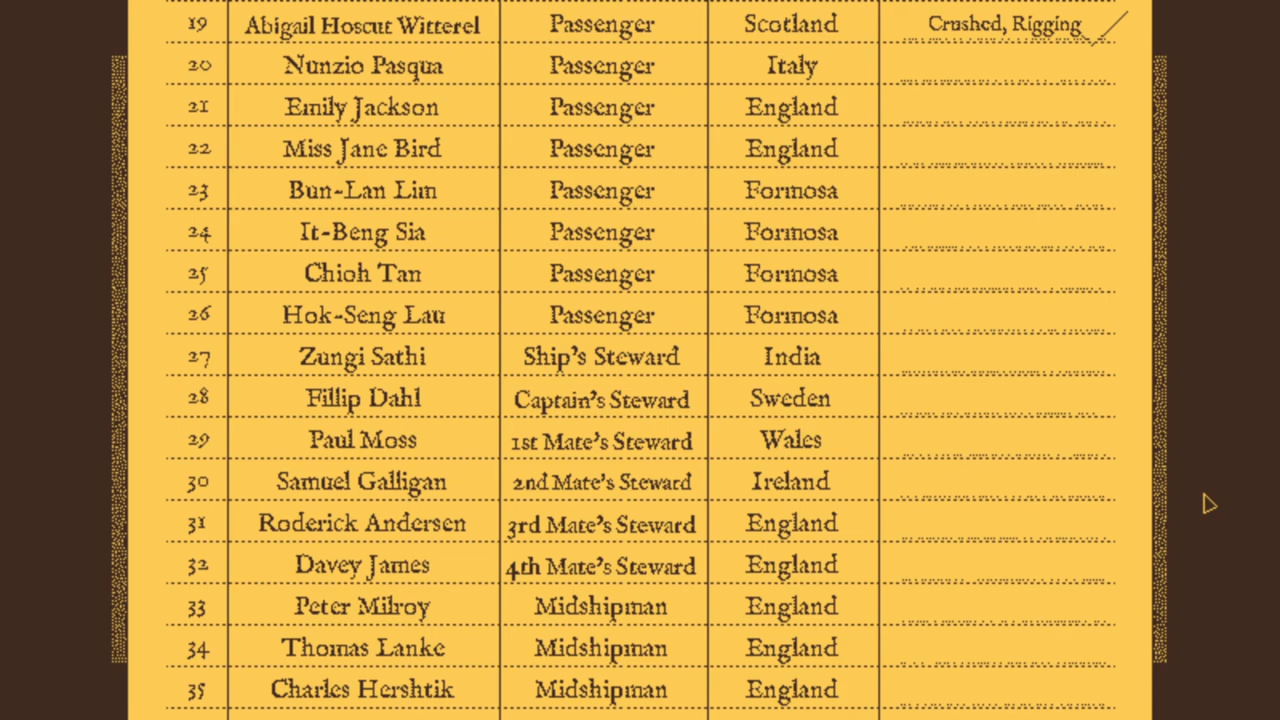 19 Abigail Hoscut Witterel Passenger Scotland Crushed, Rigging
20 Nunzio Pasqua Passenger Italy
21 Emily Jackson Passenger England
22 Miss Jane Bird Passenger England
23 Bun-Lan Lim Passenger Formosa
24 It-Beng Sia Passenger Formosa
25 Chioh Tan Passenger Formosa
26 Hok-Seng Lau Passenger Formosa
27 Zungi Sathi Ship's Steward India
28 Fillip Dahl Captain's Steward Sweden
29 Paul Moss 1st Mate's Steward Wales
30 Samuel Galligan 2nd Mate's Steward Ireland
31 Roderick Andersen 3rd Mate's Steward England
32 Davey James 4th Mate's Steward England
33 Peter Milroy Midshipman England
34 Thomas Lanke Midshipman England
35 Charles Hershtik Midshipman England